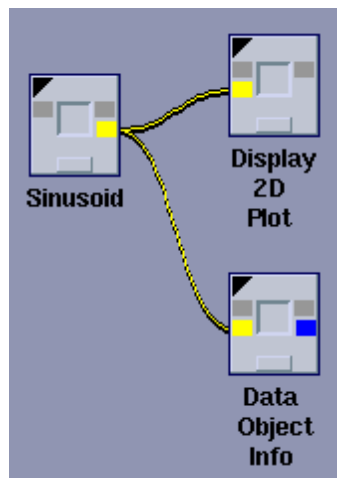 Sinusoid
Display
2D
Plot
Data
Object
Info